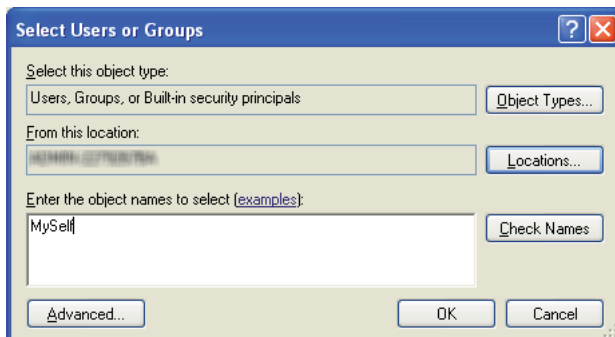 Select Users or Groups
Select this object type:
Users, Groups, or Built-in security principals
Object Types...
From this location:
Locations...
Enter the object names to select (examples):
MySelf
Check Names
Advanced...
OK
Cancel